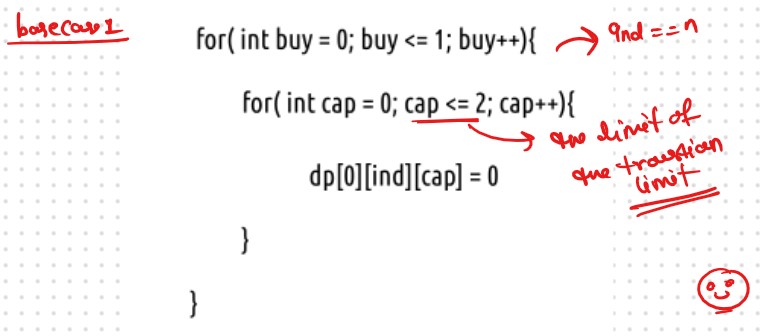 basecase 1
for( int buy = 0; buy <= 1; buy++){
ind == n
for( int cap = 0; cap <= 2; cap++){
the limit of
the transtian
limit
dp[0][ind][cap] = 0
}
}